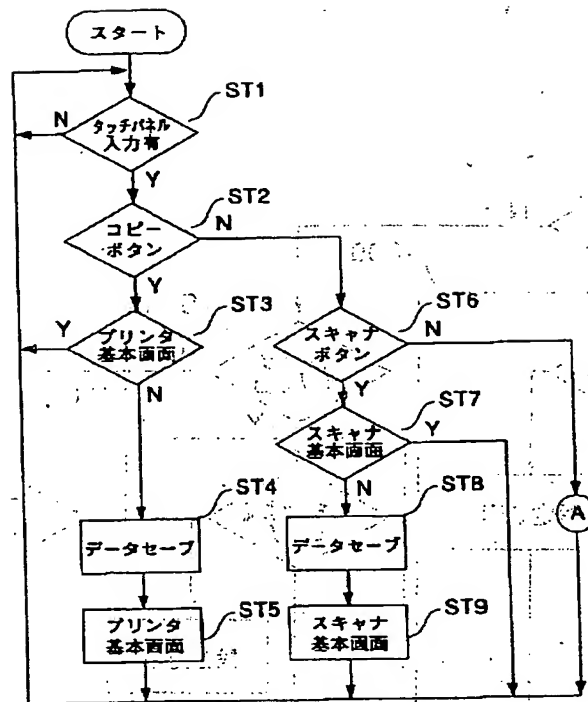 スタート
ST1
タッチパネル
入力有
N
Y
ST2
コピー
ボタン
N
Y
ST3
プリンタ
基本画面
Y
N
ST6
スキャナ
ボタン
N
Y
ST7
スキャナ
基本画面
Y
N
ST4
データセーブ
ST8
データセーブ
A
ST5
プリンタ
基本画面
ST9
スキャナ
基本画面